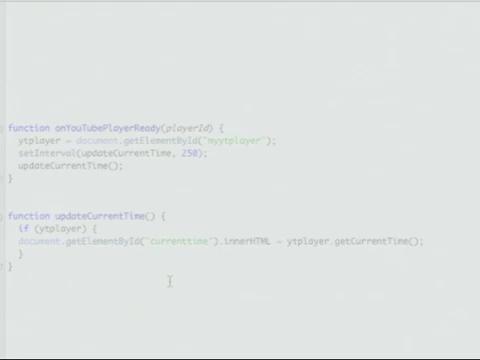 function onYouTubePlayerReady(playerId) {
ytplayer = document.getElementById("myytplayer");
setInterval(updateCurrentTime, 250);
updateCurrentTime();
}
function updateCurrentTime() {
if (ytplayer) {
document.getElementById("currenttime").innerHTML = ytplayer.getCurrentTime();
}
}